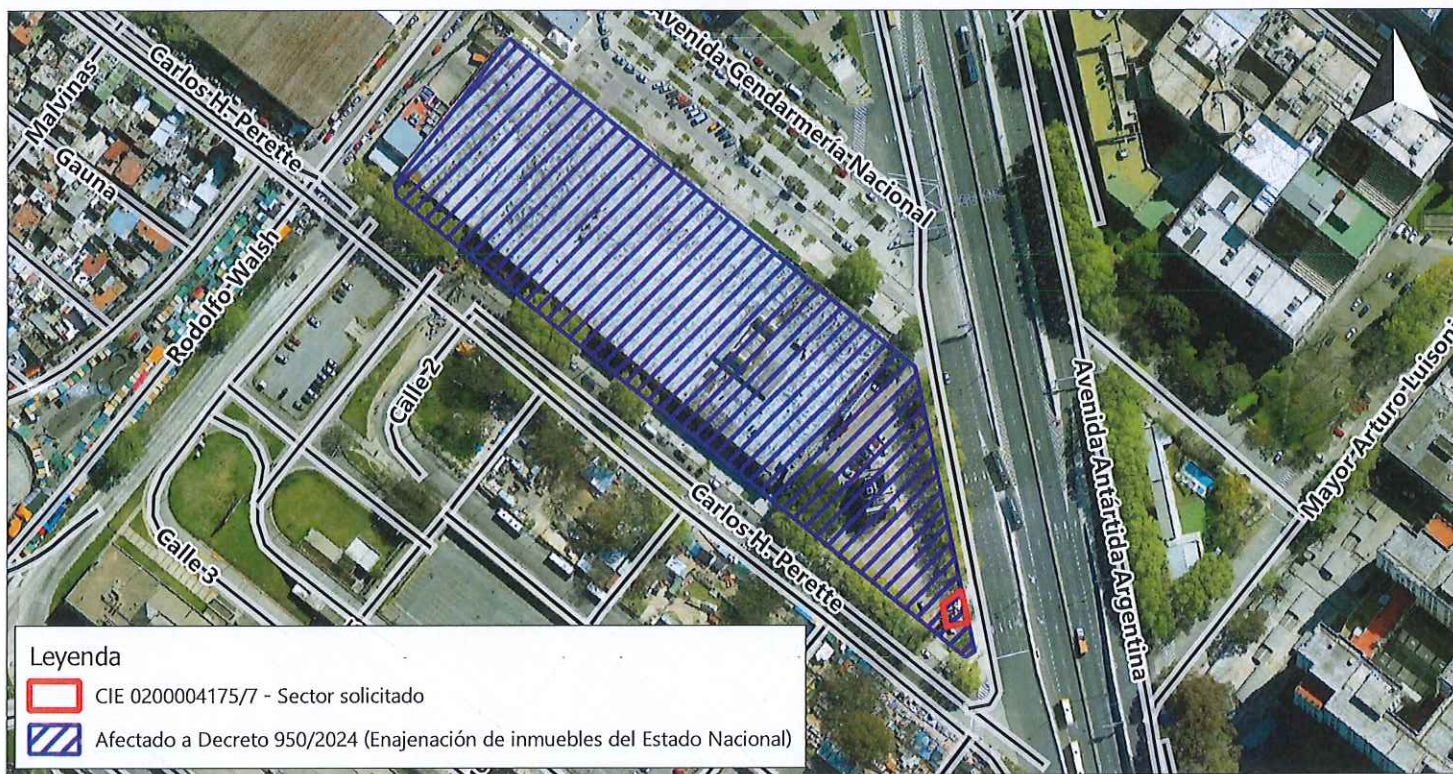 Avenida Gendarmería Nacional
Carlos H. Perette
Malvinas
Gauna
Rodolfo Walsh
Calle 2
Calle 3
Carlos H. Perette
Avenida Antártida Argentina
Mayor Arturo Luisoni
Leyenda
CIE 0200004175/7 - Sector solicitado
Afectado a Decreto 950/2024 (Enajenación de inmuebles del Estado Nacional)